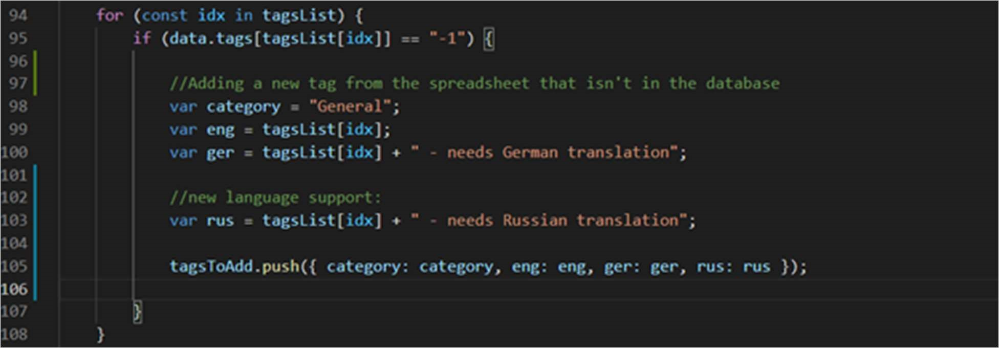 94 for (const idx in tagsList) {
95 if (data.tags[tagsList[idx]] == "-1") {
96
97 //Adding a new tag from the spreadsheet that isn't in the database
98 var category = "General";
99 var eng = tagsList[idx];
100 var ger = tagsList[idx] + " - needs German translation";
101
102 //new language support:
103 var rus = tagsList[idx] + " - needs Russian translation";
104
105 tagsToAdd.push({ category: category, eng: eng, ger: ger, rus: rus });
106
107 }
108 }